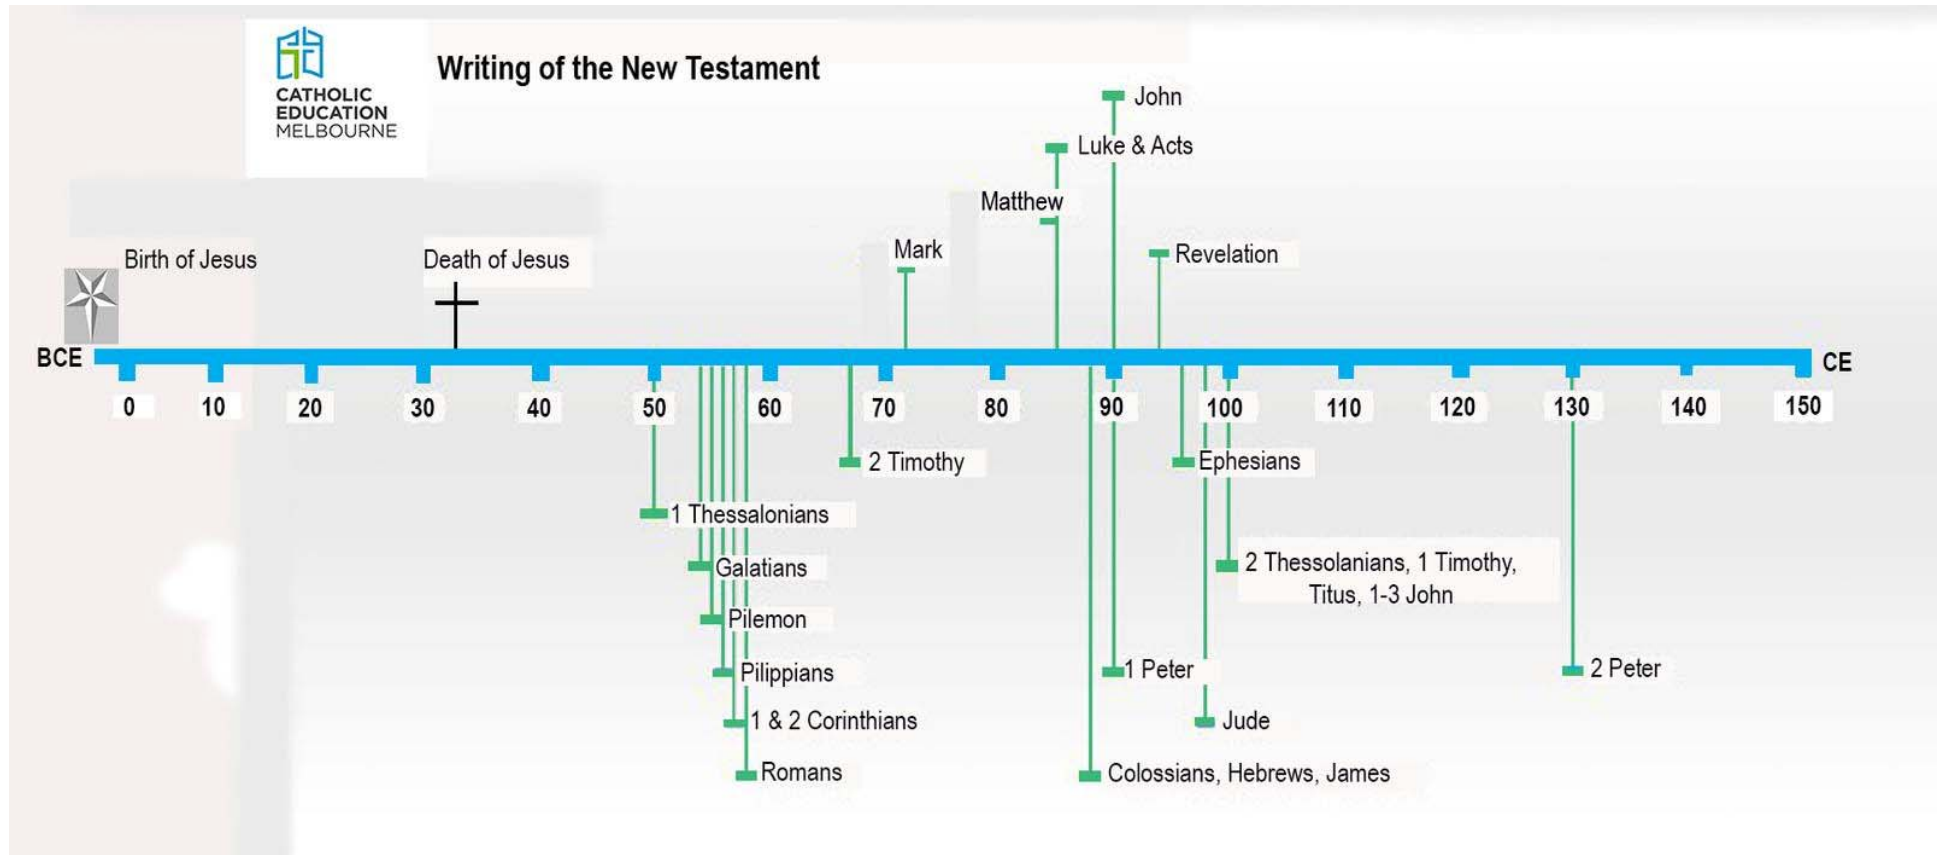 CATHOLIC
EDUCATION
MELBOURNE
Writing of the New Testament
John
Luke & Acts
Matthew
Mark
Revelation
Birth of Jesus
Death of Jesus
BCE
CE
0 10 20 30 40 50 60 70 80 90 100 110 120 130 140 150
2 Timothy
Ephesians
1 Thessalonians
Galatians
2 Thessolanians, 1 Timothy,
Titus, 1-3 John
Pilemon
Pilippians
1 Peter
2 Peter
1 & 2 Corinthians
Jude
Romans
Colossians, Hebrews, James